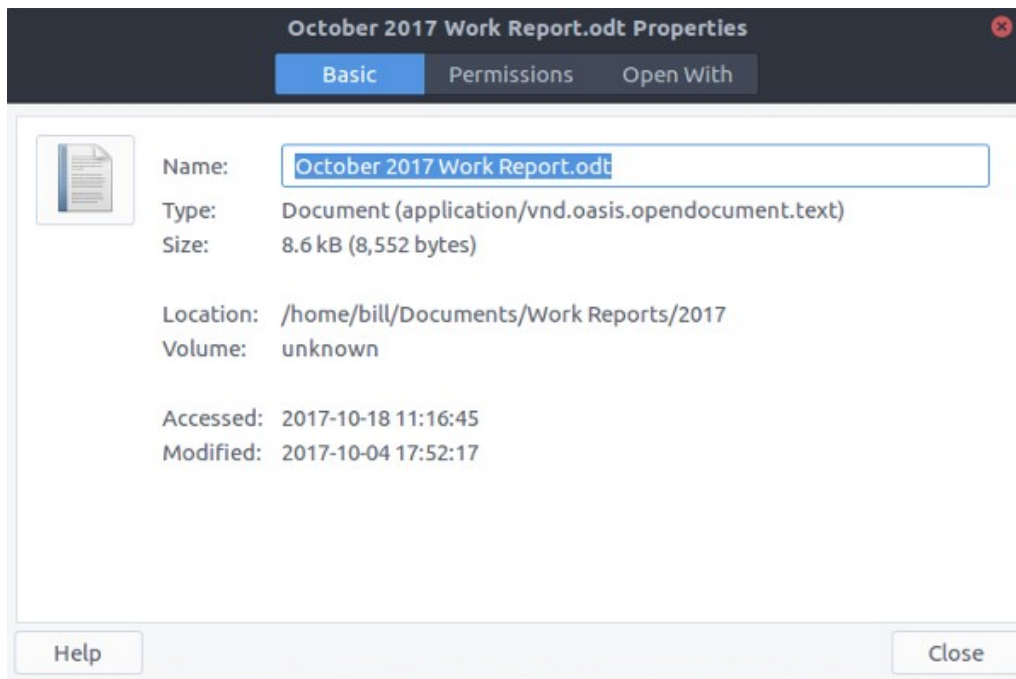 October 2017 Work Report.odt Properties
Basic Permissions Open With
Name: October 2017 Work Report.odt
Type: Document (application/vnd.oasis.opendocument.text)
Size: 8.6 kB (8,552 bytes)
Location: /home/bill/Documents/Work Reports/2017
Volume: unknown
Accessed: 2017-10-18 11:16:45
Modified: 2017-10-04 17:52:17
Help Close